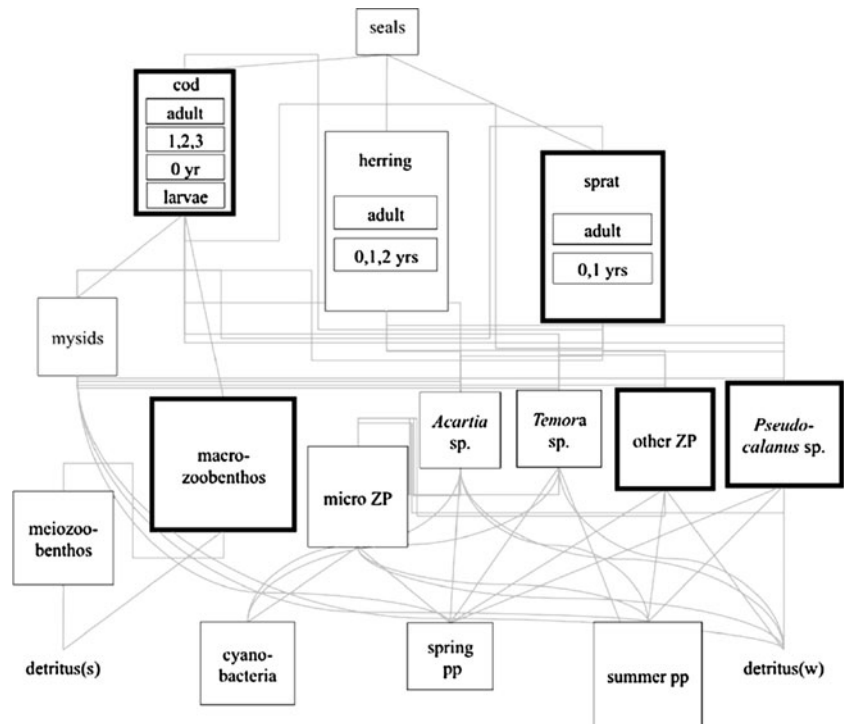 seals
cod
adult
1,2,3
0 yr
larvae
herring
adult
0,1,2 yrs
sprat
adult
0,1 yrs
mysids
macro-
zoobenthos
meiozoo-
benthos
micro ZP
Acartia
sp.
Temora
sp.
other ZP
Pseudo-
calanus sp.
detritus(s)
cyano-
bacteria
spring
pp
summer pp
detritus(w)